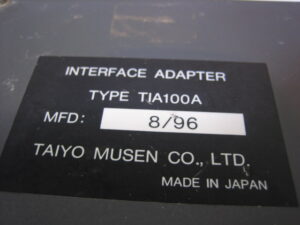 INTERFACE ADAPTER
TYPE TIA100A
MFD: 8/96
TAIYO MUSEN CO., LTD.
MADE IN JAPAN